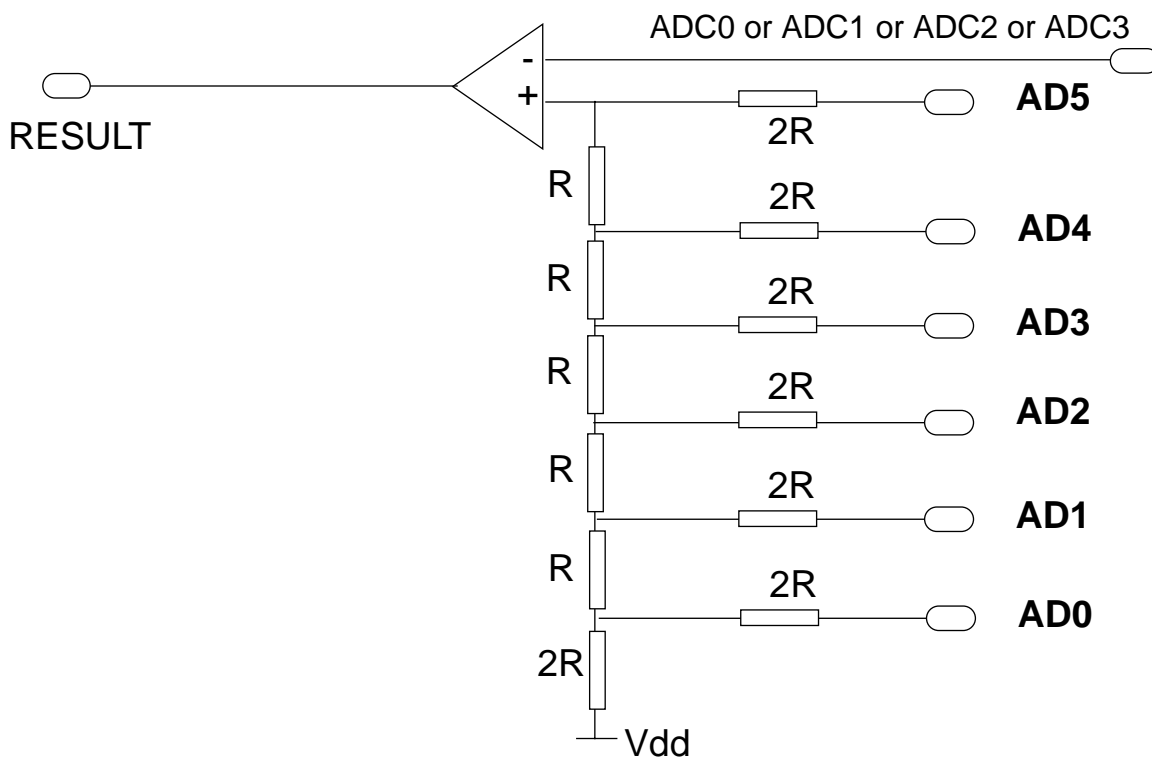 ADC0 or ADC1 or ADC2 or ADC3
-
+
AD5
2R
RESULT
R
2R
AD4
R
2R
AD3
R
2R
AD2
R
2R
AD1
R
2R
AD0
2R
Vdd